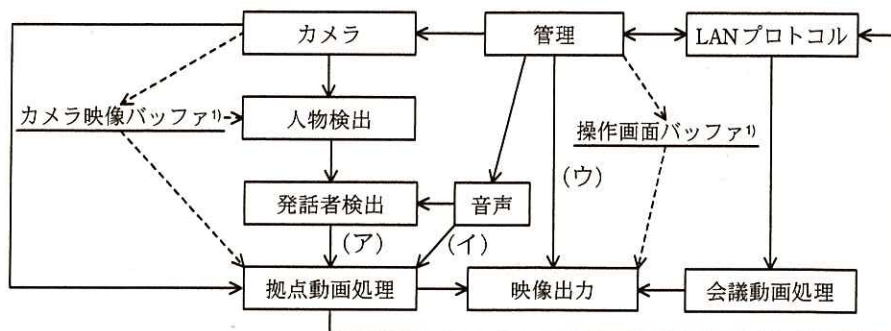 カメラ
管理
LANプロトコル
カメラ映像バッファ1)
人物検出
操作画面バッファ1)
(ウ)
発話者検出
音声
(ア)
(イ)
拠点動画処理
映像出力
会議動画処理